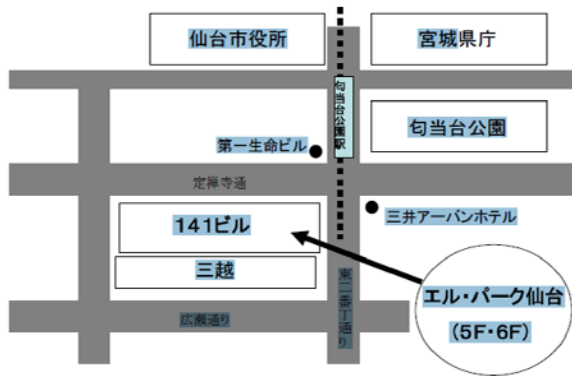 仙台市役所
宮城県庁
匂当台公園駅
匂当台公園
第一生命ビル
定禅寺通
三井アーバンホテル
141ビル
三越
エル・パーク仙台
(5F・6F)
広瀬通り
東二番丁通り